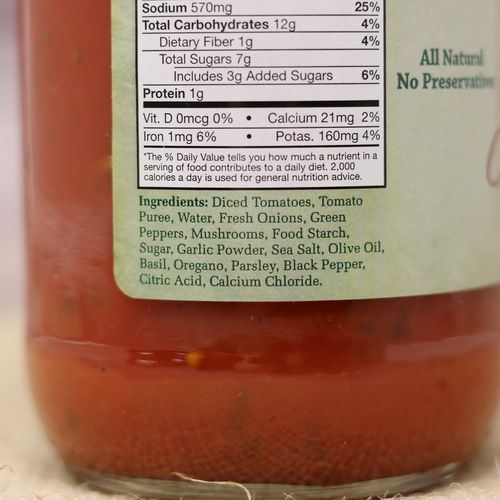 Sodium 570mg 25%
Total Carbohydrates 12g 4%
Dietary Fiber 1g 4%
Total Sugars 7g
Includes 3g Added Sugars 6%
Protein 1g
Vit. D 0mcg 0% • Calcium 21mg 2%
Iron 1mg 6% • Potas. 160mg 4%
*The % Daily Value tells you how much a nutrient in a
serving of food contributes to a daily diet. 2,000
calories a day is used for general nutrition advice.
Ingredients: Diced Tomatoes, Tomato
Puree, Water, Fresh Onions, Green
Peppers, Mushrooms, Food Starch,
Sugar, Garlic Powder, Sea Salt, Olive Oil,
Basil, Oregano, Parsley, Black Pepper,
Citric Acid, Calcium Chloride.
All Natural
No Preservatives